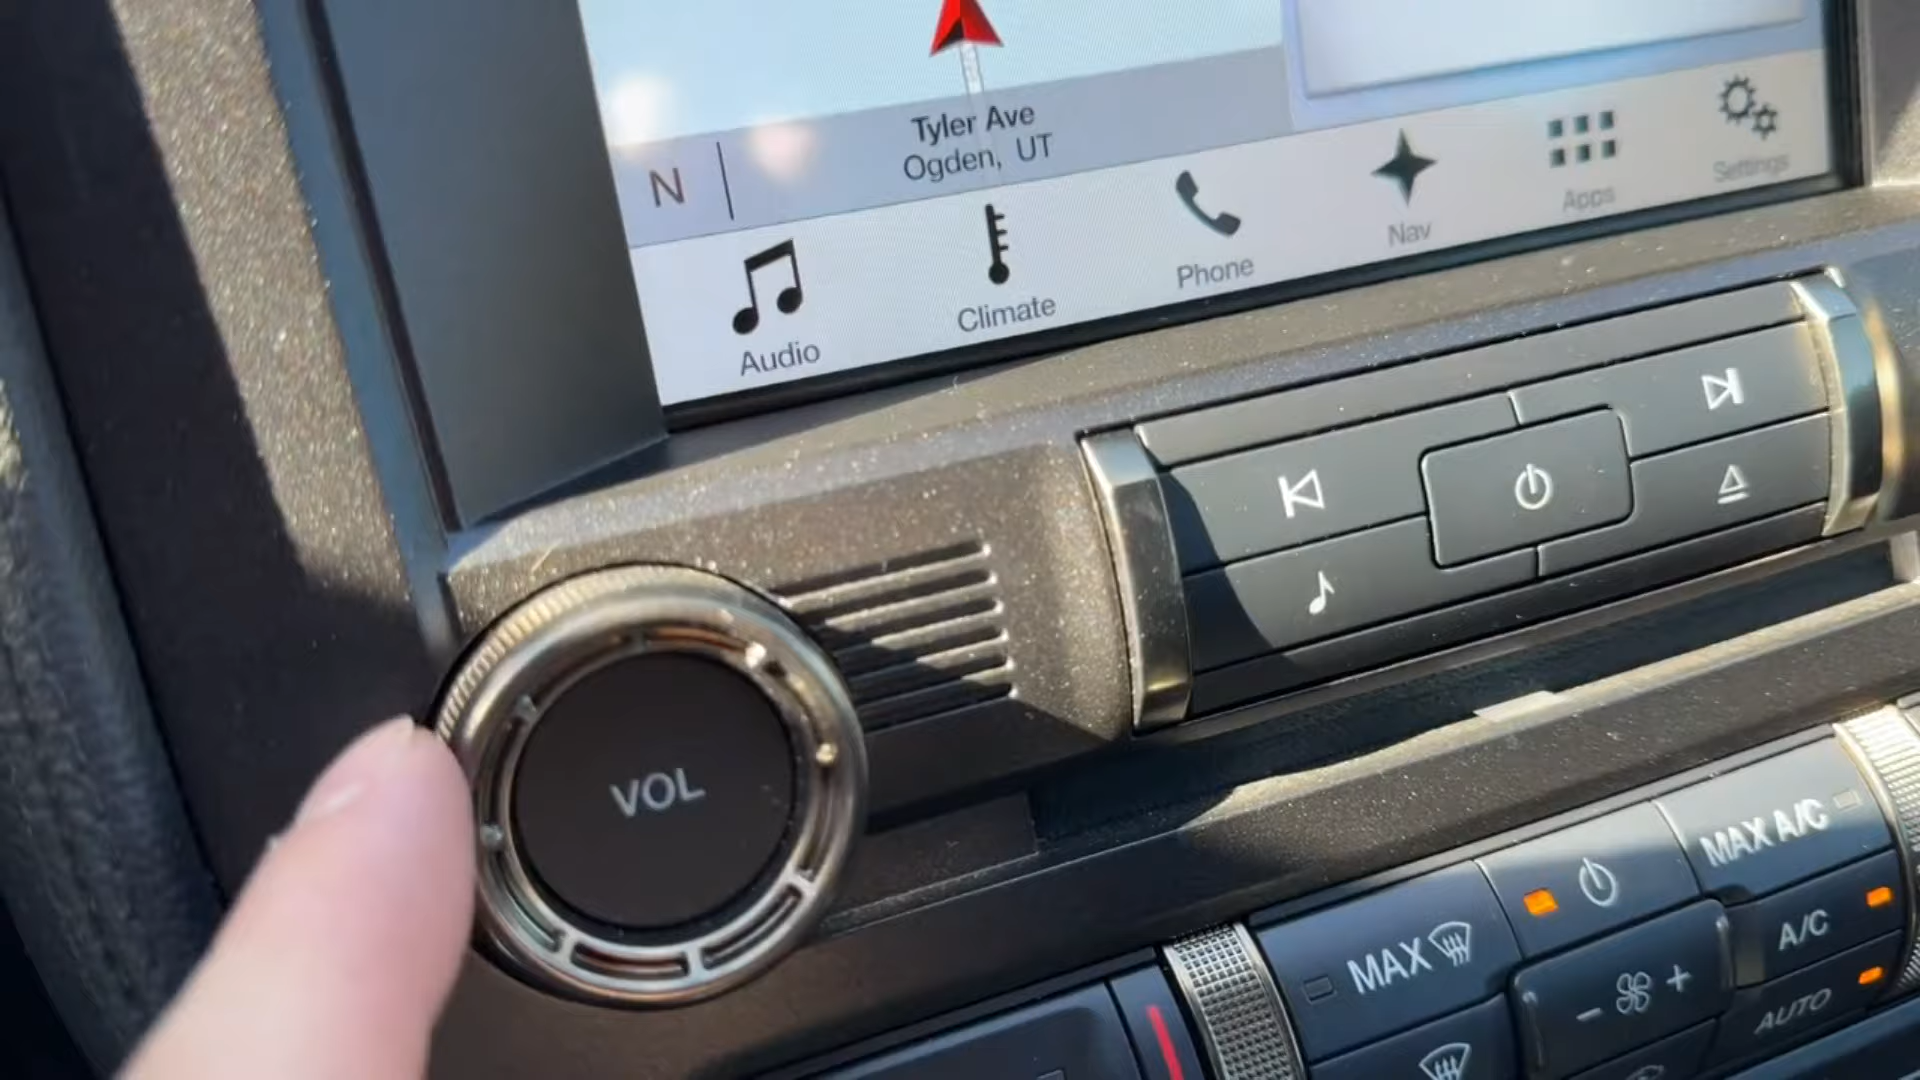 Tyler Ave
Ogden, UT
N
Audio
Climate
Phone
Nav
Apps
Settings
VOL
MAX A/C
MAX
A/C
- +
AUTO